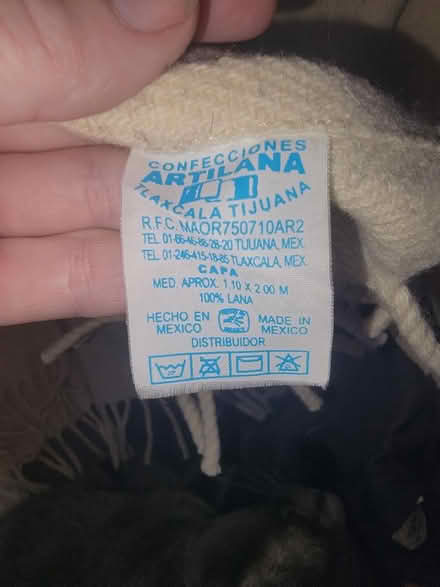 CONFECCIONES
ARTILANA
TLAXCALA TIJUANA
R.F.C. MAOR750710AR2
TEL. 01-66-46-86-28-20 TIJUANA, MEX.
TEL. 01-246-415-18-85 TLAXCALA, MEX.
CAPA
MED. APROX. 1.10 X 2.00 M
100% LANA
HECHO EN MEXICO
MADE IN MEXICO
DISTRIBUIDOR